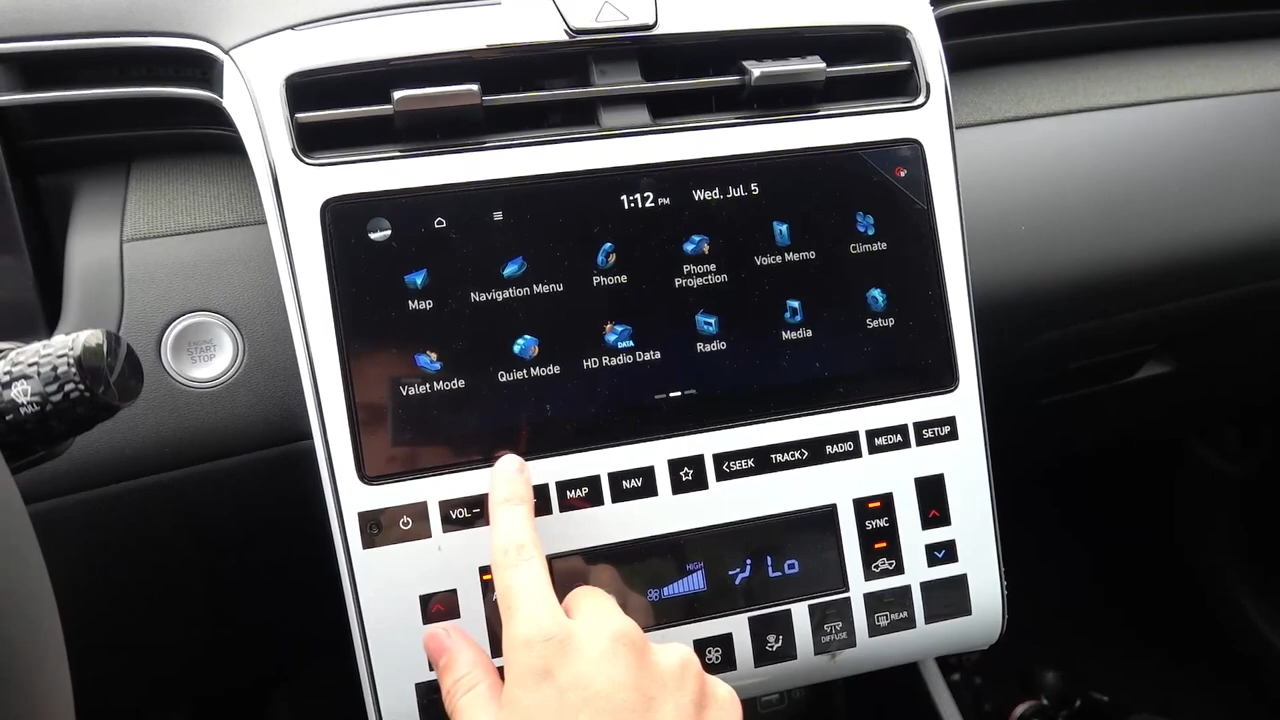 1:12 PM Wed, Jul. 5
Map
Navigation Menu
Phone
Phone
Projection
Voice Memo
Climate
Valet Mode
Quiet Mode
DATA
HD Radio Data
Radio
Media
Setup
ENGINE
START
STOP
PULL
VOL−
MAP
NAV
<SEEK
TRACK>
RADIO
MEDIA
SETUP
HIGH
Lo
SYNC
DIFFUSE
REAR